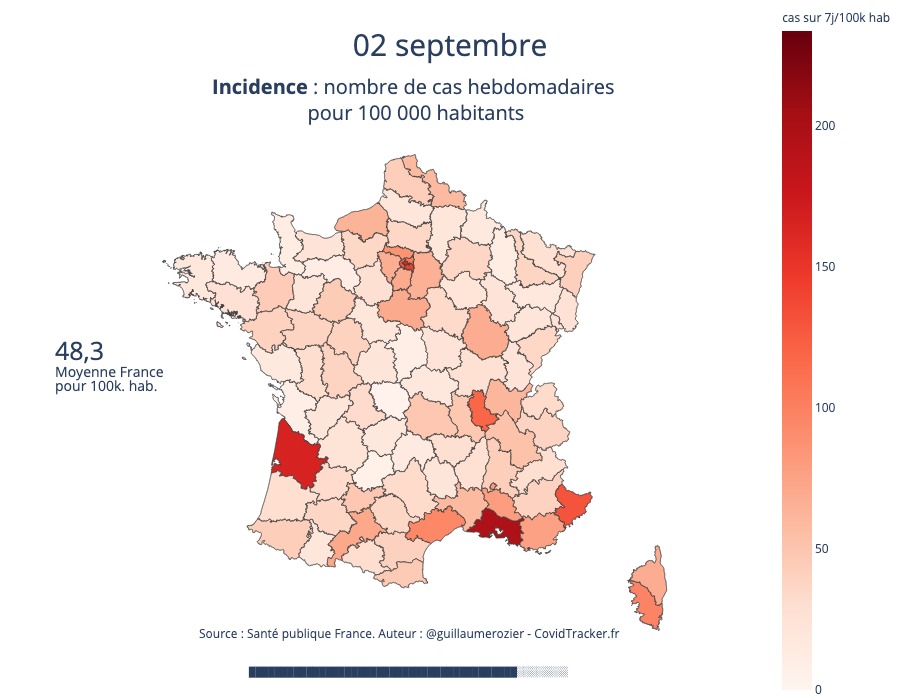 cas sur 7j/100k hab
02 septembre
Incidence : nombre de cas hebdomadaires
pour 100 000 habitants
200
150
48,3
Moyenne France
pour 100k. hab.
100
50
Source : Santé publique France. Auteur : @guillaumerozier - CovidTracker.fr
0